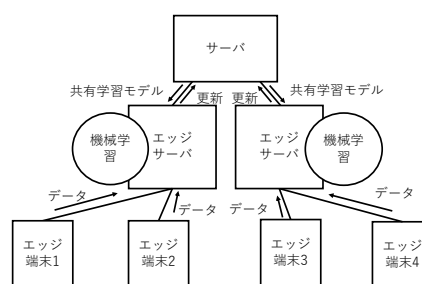 サーバ
共有学習モデル
共有学習モデル
更新
更新
機械学
習
エッジ
サーバ
エッジ
サーバ
機械学
習
データ
データ
データ
データ
エッジ
端末1
エッジ
端末2
エッジ
端末3
エッジ
端末4